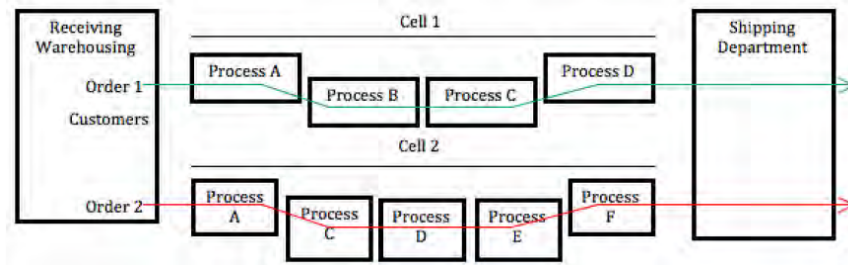 Receiving
Warehousing
Order 1
Customers
Order 2
Cell 1
Process A
Process B
Process C
Process D
Cell 2
Process
A
Process
C
Process
D
Process
E
Process
F
Shipping
Department